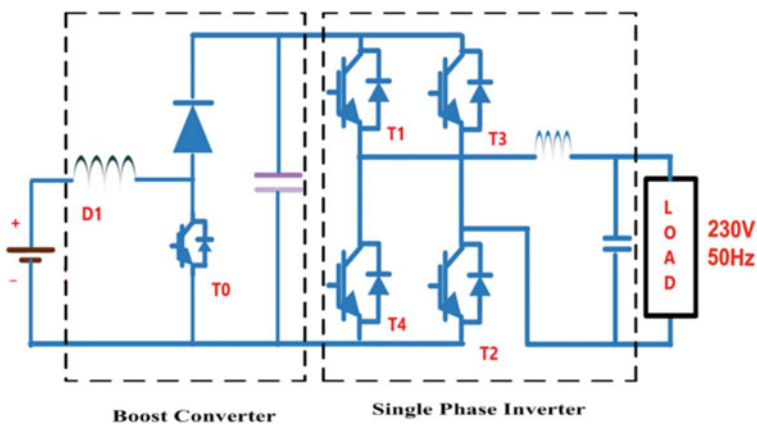 T1
T3
D1
+
–
T0
T4
T2
L
O
A
D
230V
50Hz
Boost Converter
Single Phase Inverter